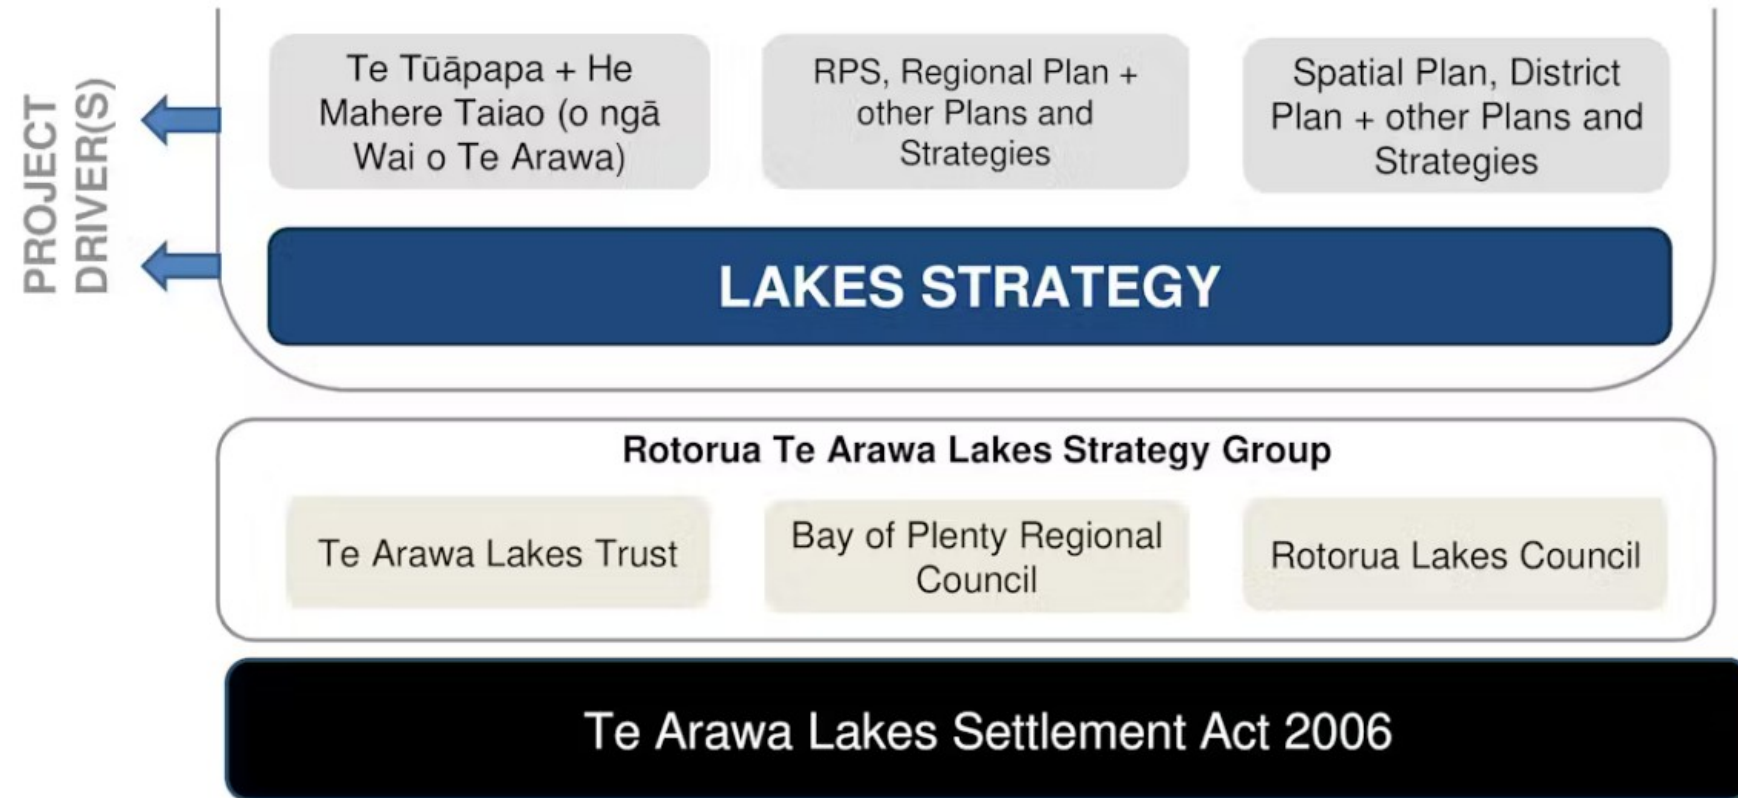 PROJECT
DRIVER(S)
Te Tūāpapa + He
Mahere Taiao (o ngā
Wai o Te Arawa)
RPS, Regional Plan +
other Plans and
Strategies
Spatial Plan, District
Plan + other Plans and
Strategies
LAKES STRATEGY
Rotorua Te Arawa Lakes Strategy Group
Te Arawa Lakes Trust
Bay of Plenty Regional
Council
Rotorua Lakes Council
Te Arawa Lakes Settlement Act 2006